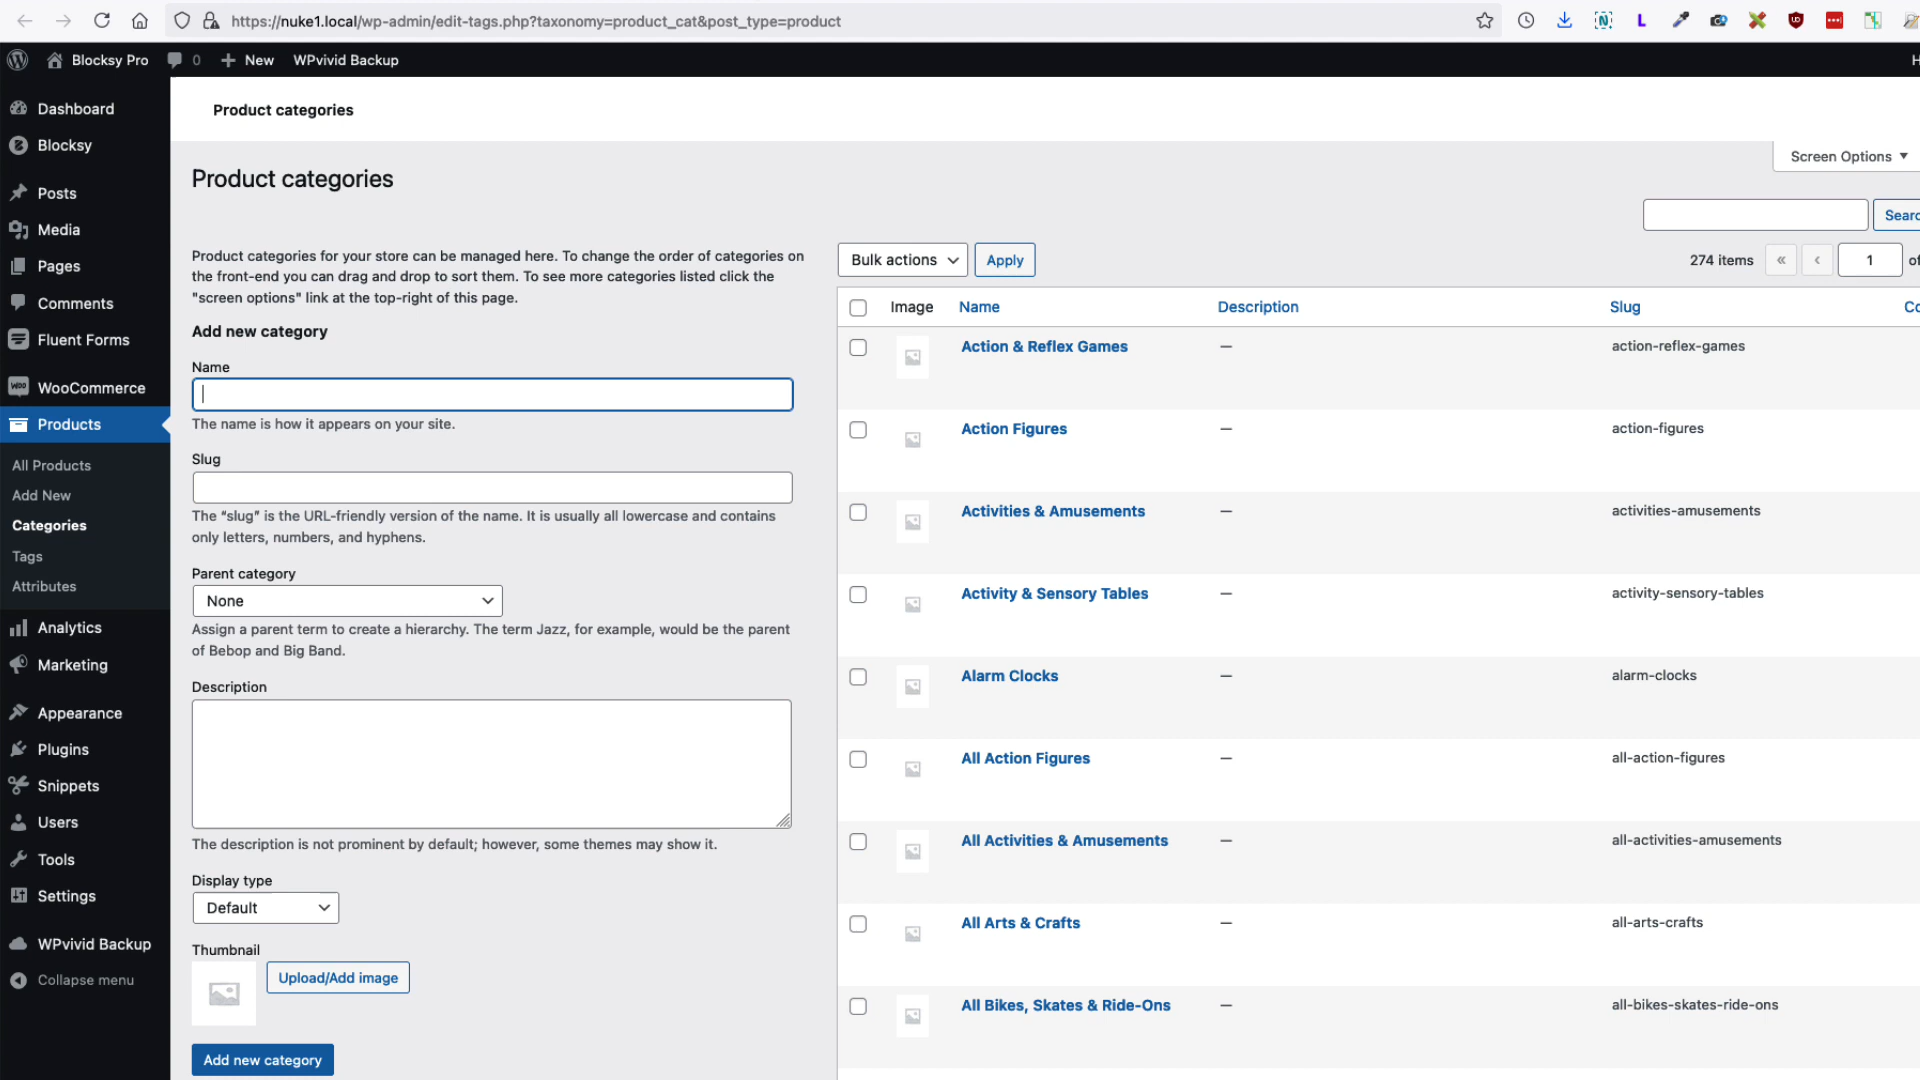 https://nuke1.local/wp-admin/edit-tags.php?taxonomy=product_cat&post_type=product
Blocksy Pro
0
New
WPvivid Backup
H
Dashboard
Blocksy
Posts
Media
Pages
Comments
Fluent Forms
WooCommerce
Products
All Products
Add New
Categories
Tags
Attributes
Analytics
Marketing
Appearance
Plugins
Snippets
Users
Tools
Settings
WPvivid Backup
Collapse menu
Product categories
Screen Options
Product categories
Searc
Product categories for your store can be managed here. To change the order of categories on
the front-end you can drag and drop to sort them. To see more categories listed click the
"screen options" link at the top-right of this page.
Add new category
Name
The name is how it appears on your site.
Slug
The “slug” is the URL-friendly version of the name. It is usually all lowercase and contains
only letters, numbers, and hyphens.
Parent category
None
Assign a parent term to create a hierarchy. The term Jazz, for example, would be the parent
of Bebop and Big Band.
Description
The description is not prominent by default; however, some themes may show it.
Display type
Default
Thumbnail
Upload/Add image
Add new category
Bulk actions
Apply
274 items « ‹ 1 of
Image Name Description Slug Co
Action & Reflex Games — action-reflex-games
Action Figures — action-figures
Activities & Amusements — activities-amusements
Activity & Sensory Tables — activity-sensory-tables
Alarm Clocks — alarm-clocks
All Action Figures — all-action-figures
All Activities & Amusements — all-activities-amusements
All Arts & Crafts — all-arts-crafts
All Bikes, Skates & Ride-Ons — all-bikes-skates-ride-ons